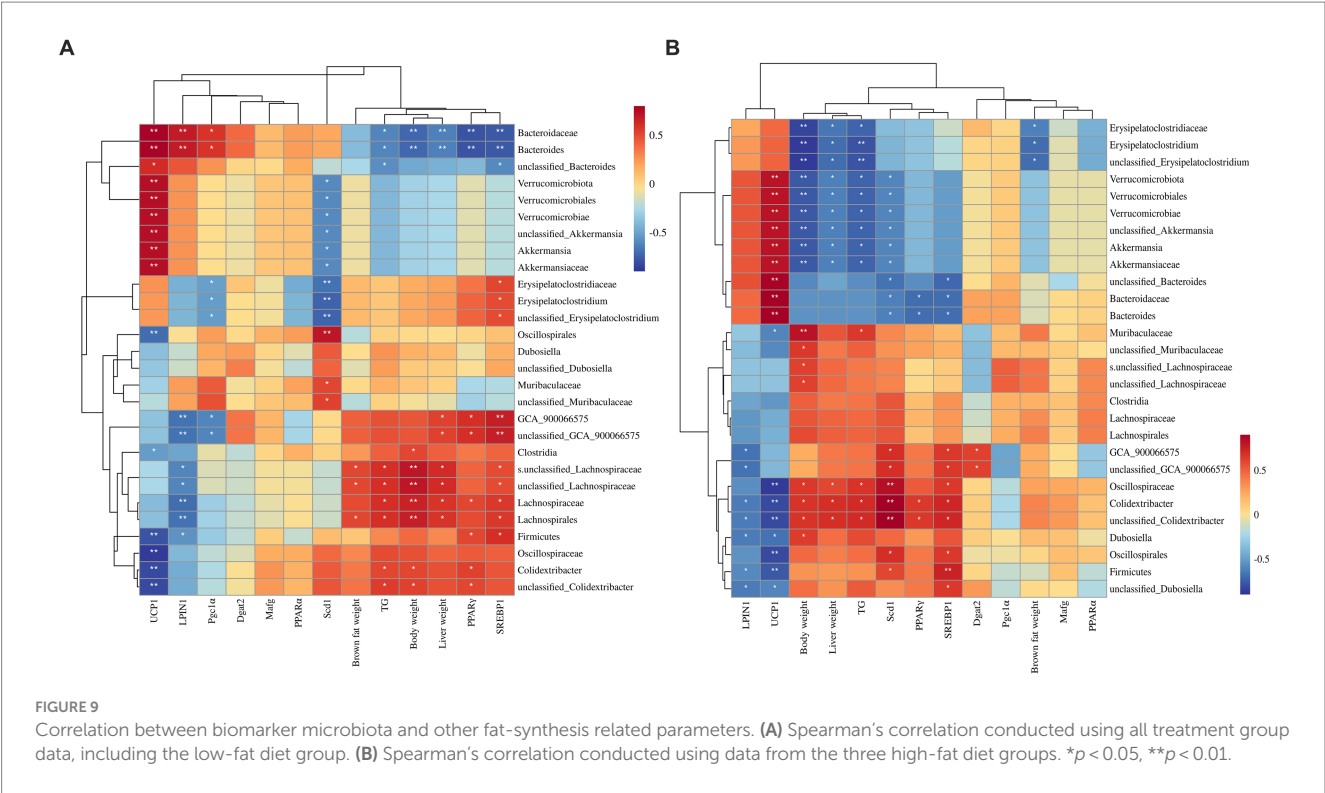 A
Bacteroidaceae
Bacteroides
unclassified_Bacteroides
Verrucomicrobiota
Verrucomicrobiales
Verrucomicrobiae
unclassified_Akkermansia
Akkermansia
Akkermansiaceae
Erysipelatoclostridiaceae
Erysipelatoclostridium
unclassified_Erysipelatoclostridium
Oscillospirales
Dubosiella
unclassified_Dubosiella
Muribaculaceae
unclassified_Muribaculaceae
GCA_900066575
unclassified_GCA_900066575
Clostridia
s.unclassified_Lachnospiraceae
unclassified_Lachnospiraceae
Lachnospiraceae
Lachnospirales
Firmicutes
Oscillospiraceae
Colidextribacter
unclassified_Colidextribacter
0.5
0
-0.5
UCP1
LPIN1
Pgc1α
Dgat2
Mafg
PPARα
Scd1
Brown fat weight
TG
Body weight
Liver weight
PPARγ
SREBP1
B
Erysipelatoclostridiaceae
Erysipelatoclostridium
unclassified_Erysipelatoclostridium
Verrucomicrobiota
Verrucomicrobiales
Verrucomicrobiae
unclassified_Akkermansia
Akkermansia
Akkermansiaceae
unclassified_Bacteroides
Bacteroidaceae
Bacteroides
Muribaculaceae
unclassified_Muribaculaceae
s.unclassified_Lachnospiraceae
unclassified_Lachnospiraceae
Clostridia
Lachnospiraceae
Lachnospirales
GCA_900066575
unclassified_GCA_900066575
Oscillospiraceae
Colidextribacter
unclassified_Colidextribacter
Dubosiella
Oscillospirales
Firmicutes
unclassified_Dubosiella
0.5
0
-0.5
LPIN1
UCP1
Body weight
Liver weight
TG
Scd1
PPARγ
SREBP1
Dgat2
Pgc1α
Brown fat weight
Mafg
PPARα
FIGURE 9
Correlation between biomarker microbiota and other fat-synthesis related parameters. (A) Spearman’s correlation conducted using all treatment group
data, including the low-fat diet group. (B) Spearman’s correlation conducted using data from the three high-fat diet groups. *p < 0.05, **p < 0.01.